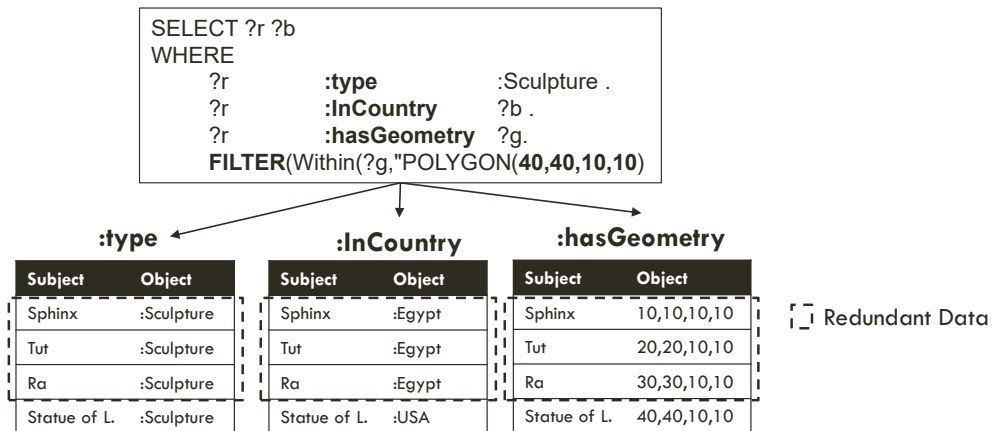 SELECT ?r ?b
WHERE
?r :type :Sculpture .
?r :InCountry ?b .
?r :hasGeometry ?g.
FILTER(Within(?g,"POLYGON(40,40,10,10)
:type
Subject Object
Sphinx :Sculpture
Tut :Sculpture
Ra :Sculpture
Statue of L. :Sculpture
:InCountry
Subject Object
Sphinx :Egypt
Tut :Egypt
Ra :Egypt
Statue of L. :USA
:hasGeometry
Subject Object
Sphinx 10,10,10,10
Tut 20,20,10,10
Ra 30,30,10,10
Statue of L. 40,40,10,10
Redundant Data